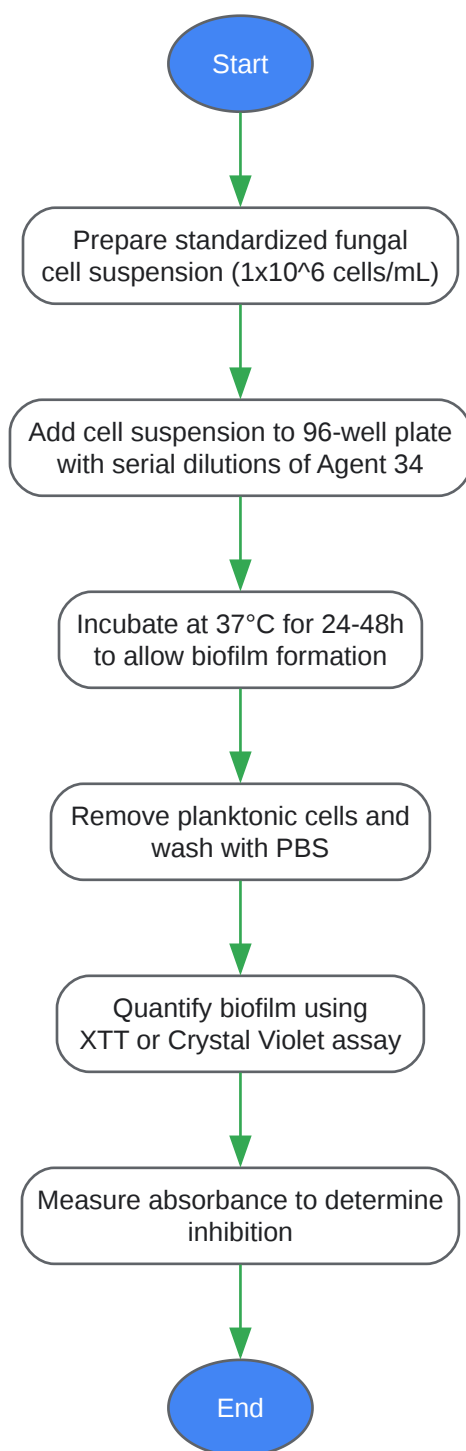 Start
Prepare standardized fungal
cell suspension (1x10^6 cells/mL)
Add cell suspension to 96-well plate
with serial dilutions of Agent 34
Incubate at 37°C for 24-48h
to allow biofilm formation
Remove planktonic cells and
wash with PBS
Quantify biofilm using
XTT or Crystal Violet assay
Measure absorbance to determine
inhibition
End